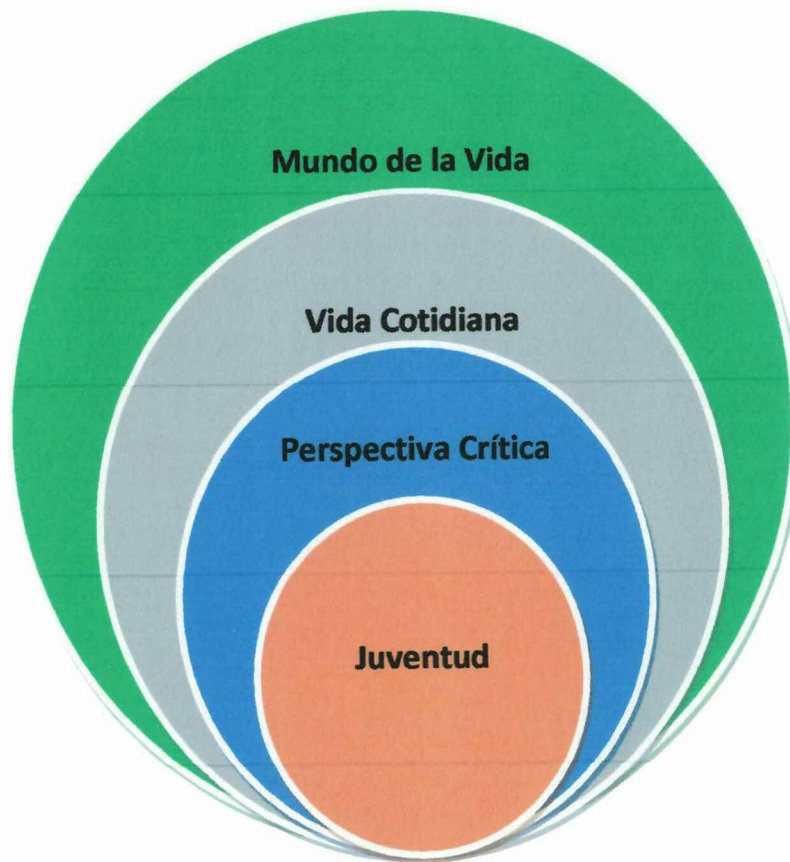 Mundo de la Vida
Vida Cotidiana
Perspectiva Crítica
Juventud